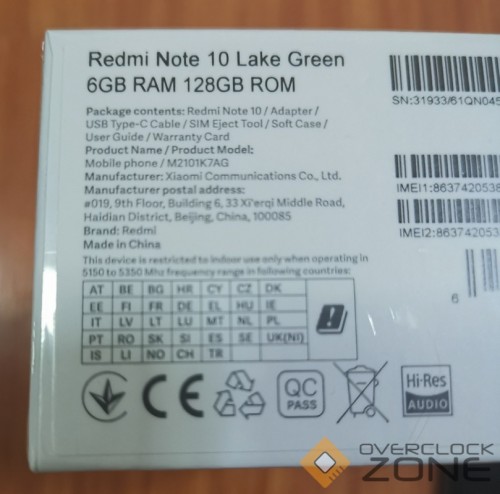 Redmi Note 10 Lake Green
6GB RAM 128GB ROM
Package contents: Redmi Note 10 / Adapter /
USB Type-C Cable / SIM Eject Tool / Soft Case /
User Guide / Warranty Card
Product Name / Product Model:
Mobile phone / M2101K7AG
Manufacturer: Xiaomi Communications Co., Ltd.
Manufacturer postal address:
#019, 9th Floor, Building 6, 33 Xi'erqi Middle Road,
Haidian District, Beijing, China, 100085
Brand: Redmi
Made in China
This device is restricted to indoor use only when operating in
5150 to 5350 Mhz frequency range in following countries:
AT BE BG HR CY CZ DK
EE FI FR DE EL HU IE
IT LV LT LU MT NL PL
PT RO SK SI ES SE UK(NI)
IS LI NO CH TR
SN:31933/61QN045
IMEI1:8637420538
IMEI2:863742053
6
CE
QC
PASS
Hi-Res
AUDIO
OVERCLOCK
ZONE